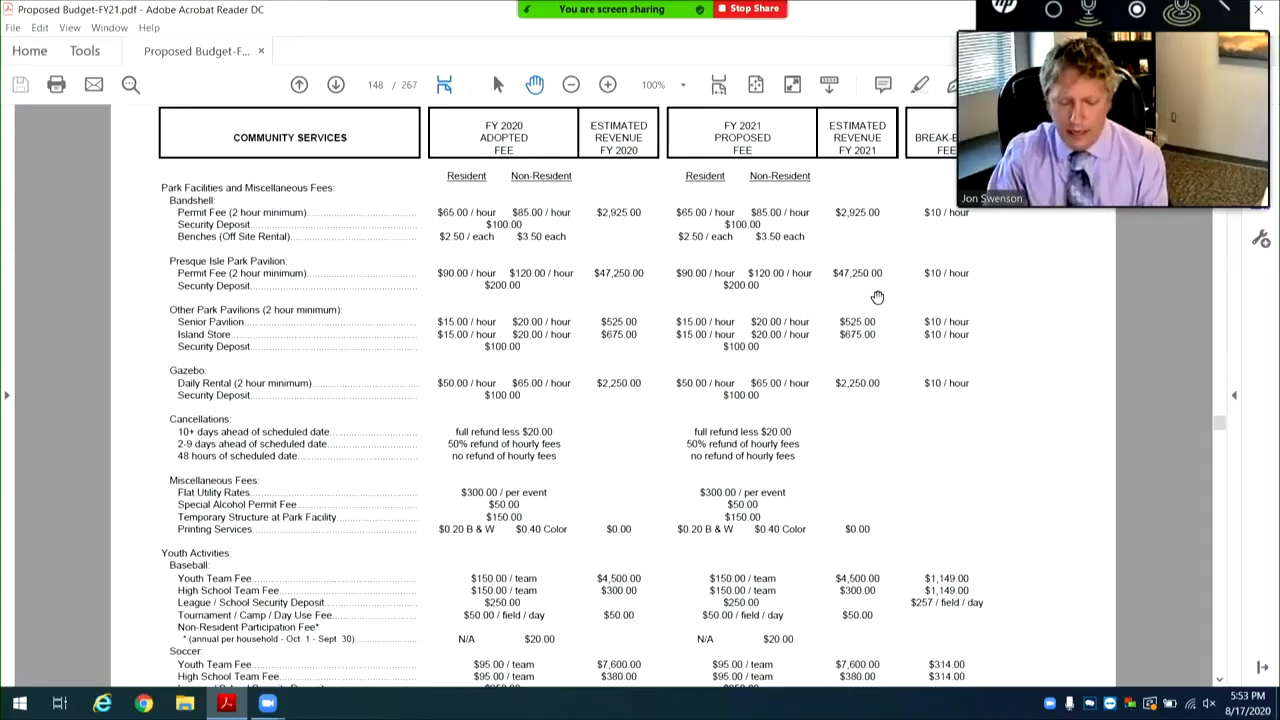 Proposed Budget-FY21.pdf - Adobe Acrobat Reader DC
You are screen sharing
Stop Share
File Edit View Window Help
Home Tools Proposed Budget-F... ×
148 / 267
100%
Jon Swenson
COMMUNITY SERVICES
FY 2020 ADOPTED FEE
ESTIMATED REVENUE FY 2020
FY 2021 PROPOSED FEE
ESTIMATED REVENUE FY 2021
Resident Non-Resident Resident Non-Resident
Park Facilities and Miscellaneous Fees:
Bandshell:
Permit Fee (2 hour minimum) $65.00 / hour $85.00 / hour $2,925.00 $65.00 / hour $85.00 / hour $2,925.00 $10 / hour
Security Deposit $100.00 $100.00
Benches (Off Site Rental) $2.50 / each $3.50 each $2.50 / each $3.50 each
Presque Isle Park Pavilion:
Permit Fee (2 hour minimum) $90.00 / hour $120.00 / hour $47,250.00 $90.00 / hour $120.00 / hour $47,250.00 $10 / hour
Security Deposit $200.00 $200.00
Other Park Pavilions (2 hour minimum):
Senior Pavilion $15.00 / hour $20.00 / hour $525.00 $15.00 / hour $20.00 / hour $525.00 $10 / hour
Island Store $15.00 / hour $20.00 / hour $675.00 $15.00 / hour $20.00 / hour $675.00 $10 / hour
Security Deposit $100.00 $100.00
Gazebo:
Daily Rental (2 hour minimum) $50.00 / hour $65.00 / hour $2,250.00 $50.00 / hour $65.00 / hour $2,250.00 $10 / hour
Security Deposit $100.00 $100.00
Cancellations:
10+ days ahead of scheduled date full refund less $20.00 full refund less $20.00
2-9 days ahead of scheduled date 50% refund of hourly fees 50% refund of hourly fees
48 hours of scheduled date no refund of hourly fees no refund of hourly fees
Miscellaneous Fees:
Flat Utility Rates $300.00 / per event $300.00 / per event
Special Alcohol Permit Fee $50.00 $50.00
Temporary Structure at Park Facility $150.00 $150.00
Printing Services $0.20 B & W $0.40 Color $0.00 $0.20 B & W $0.40 Color $0.00
Youth Activities:
Baseball:
Youth Team Fee $150.00 / team $4,500.00 $150.00 / team $4,500.00 $1,149.00
High School Team Fee $150.00 / team $300.00 $150.00 / team $300.00 $1,149.00
League / School Security Deposit $250.00 $250.00 $257 / field / day
Tournament / Camp / Day Use Fee $50.00 / field / day $50.00 $50.00 / field / day $50.00
Non-Resident Participation Fee*
* (annual per household - Oct. 1 - Sept. 30) N/A $20.00 N/A $20.00
Soccer:
Youth Team Fee $95.00 / team $7,600.00 $95.00 / team $7,600.00 $314.00
High School Team Fee $95.00 / team $380.00 $95.00 / team $380.00 $314.00
5:53 PM
8/17/2020